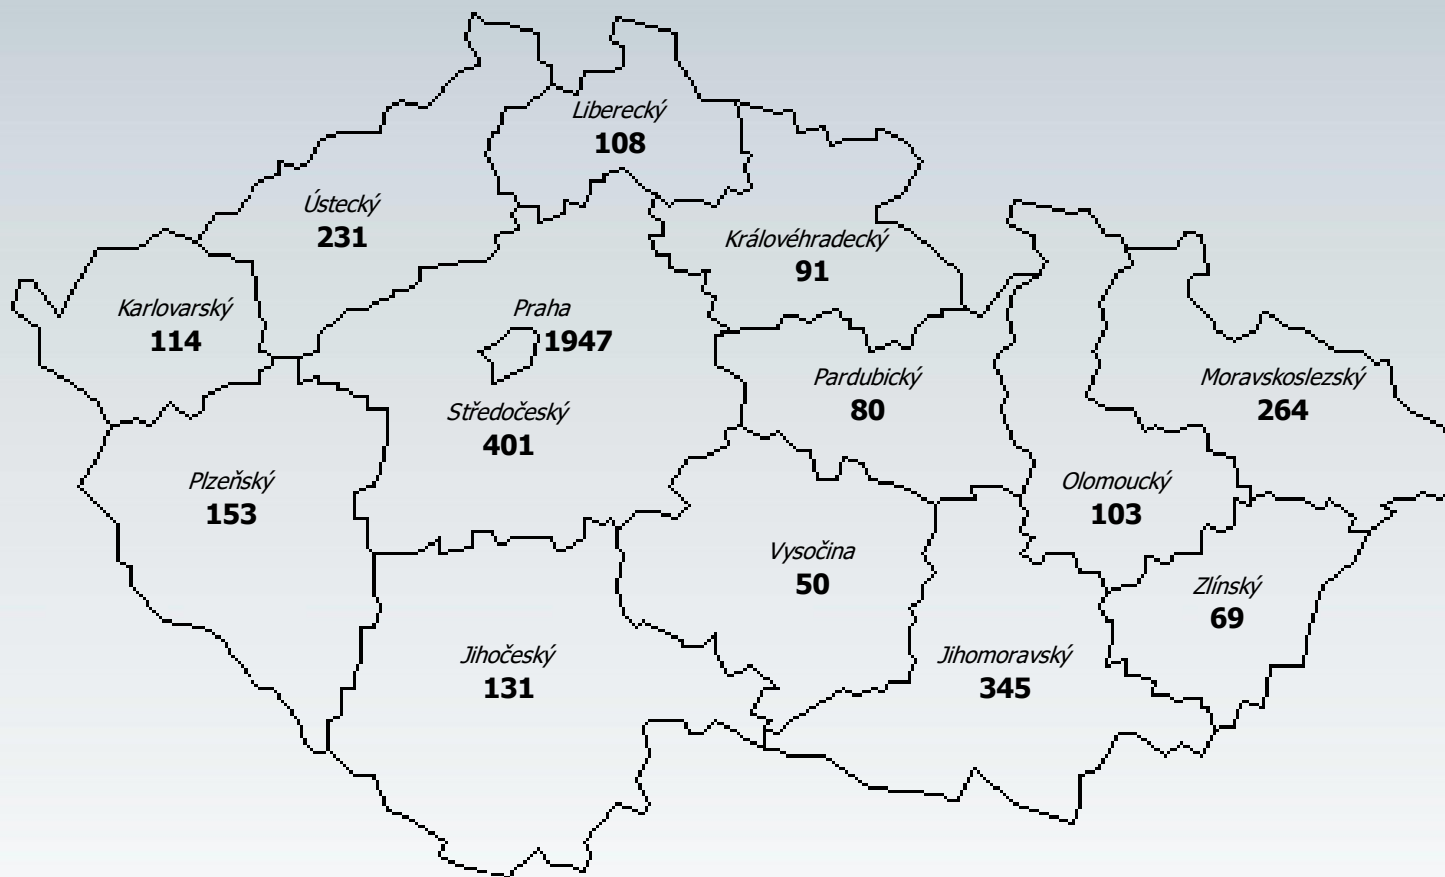 Liberecký
108
Ústecký
231
Královéhradecký
91
Karlovarský
114
Praha
1947
Pardubický
80
Moravskoslezský
264
Středočeský
401
Plzeňský
153
Olomoucký
103
Vysočina
50
Zlínský
69
Jihočeský
131
Jihomoravský
345